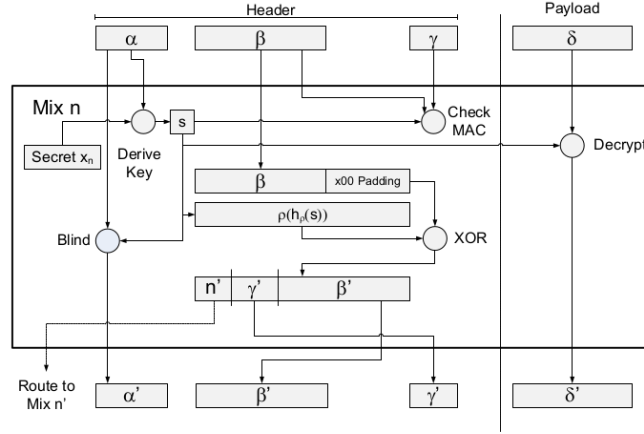 Header
Payload
α
β
γ
δ
Mix n
s
Check
MAC
Secret xₙ
Derive
Key
Decrypt
β
x00 Padding
ρ(hρ(s))
Blind
XOR
n’
γ’
β’
Route to
Mix n’
α’
β’
γ’
δ’